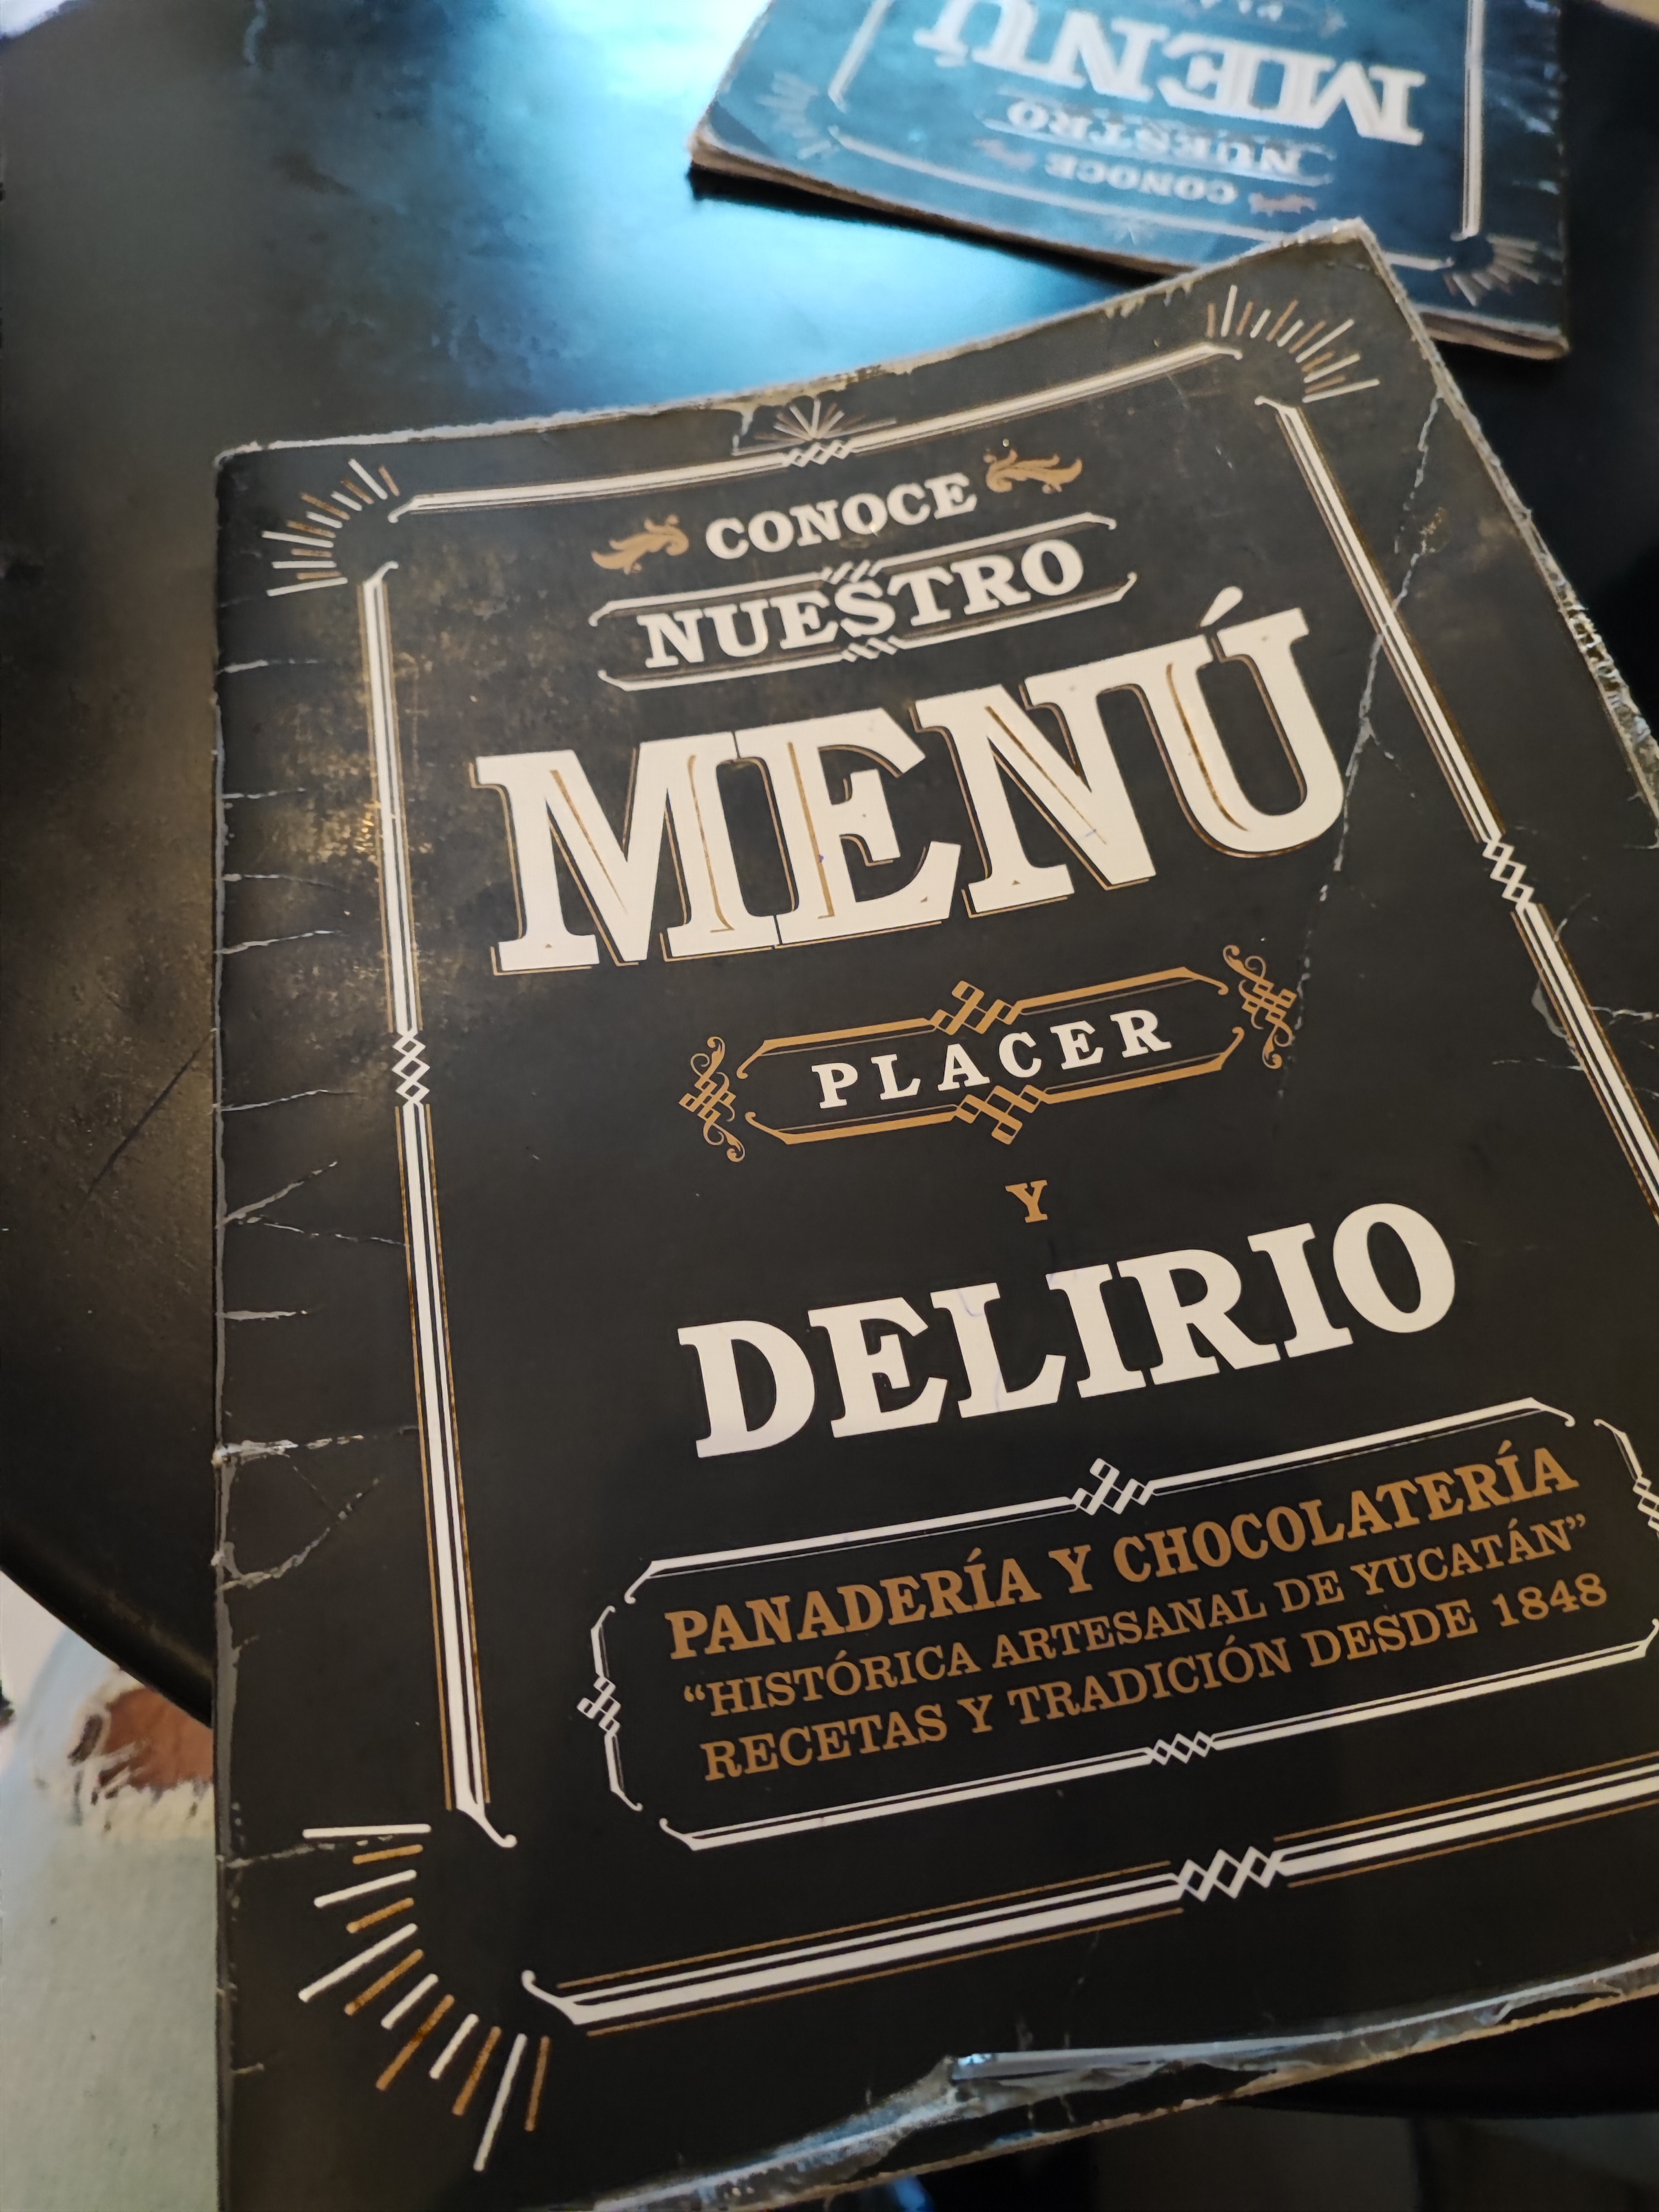 CONOCE
NUESTRO
MENÚ
CONOCE
NUESTRO
MENÚ
PLACER
Y
DELIRIO
PANADERÍA Y CHOCOLATERÍA
“HISTÓRICA ARTESANAL DE YUCATÁN”
RECETAS Y TRADICIÓN DESDE 1848